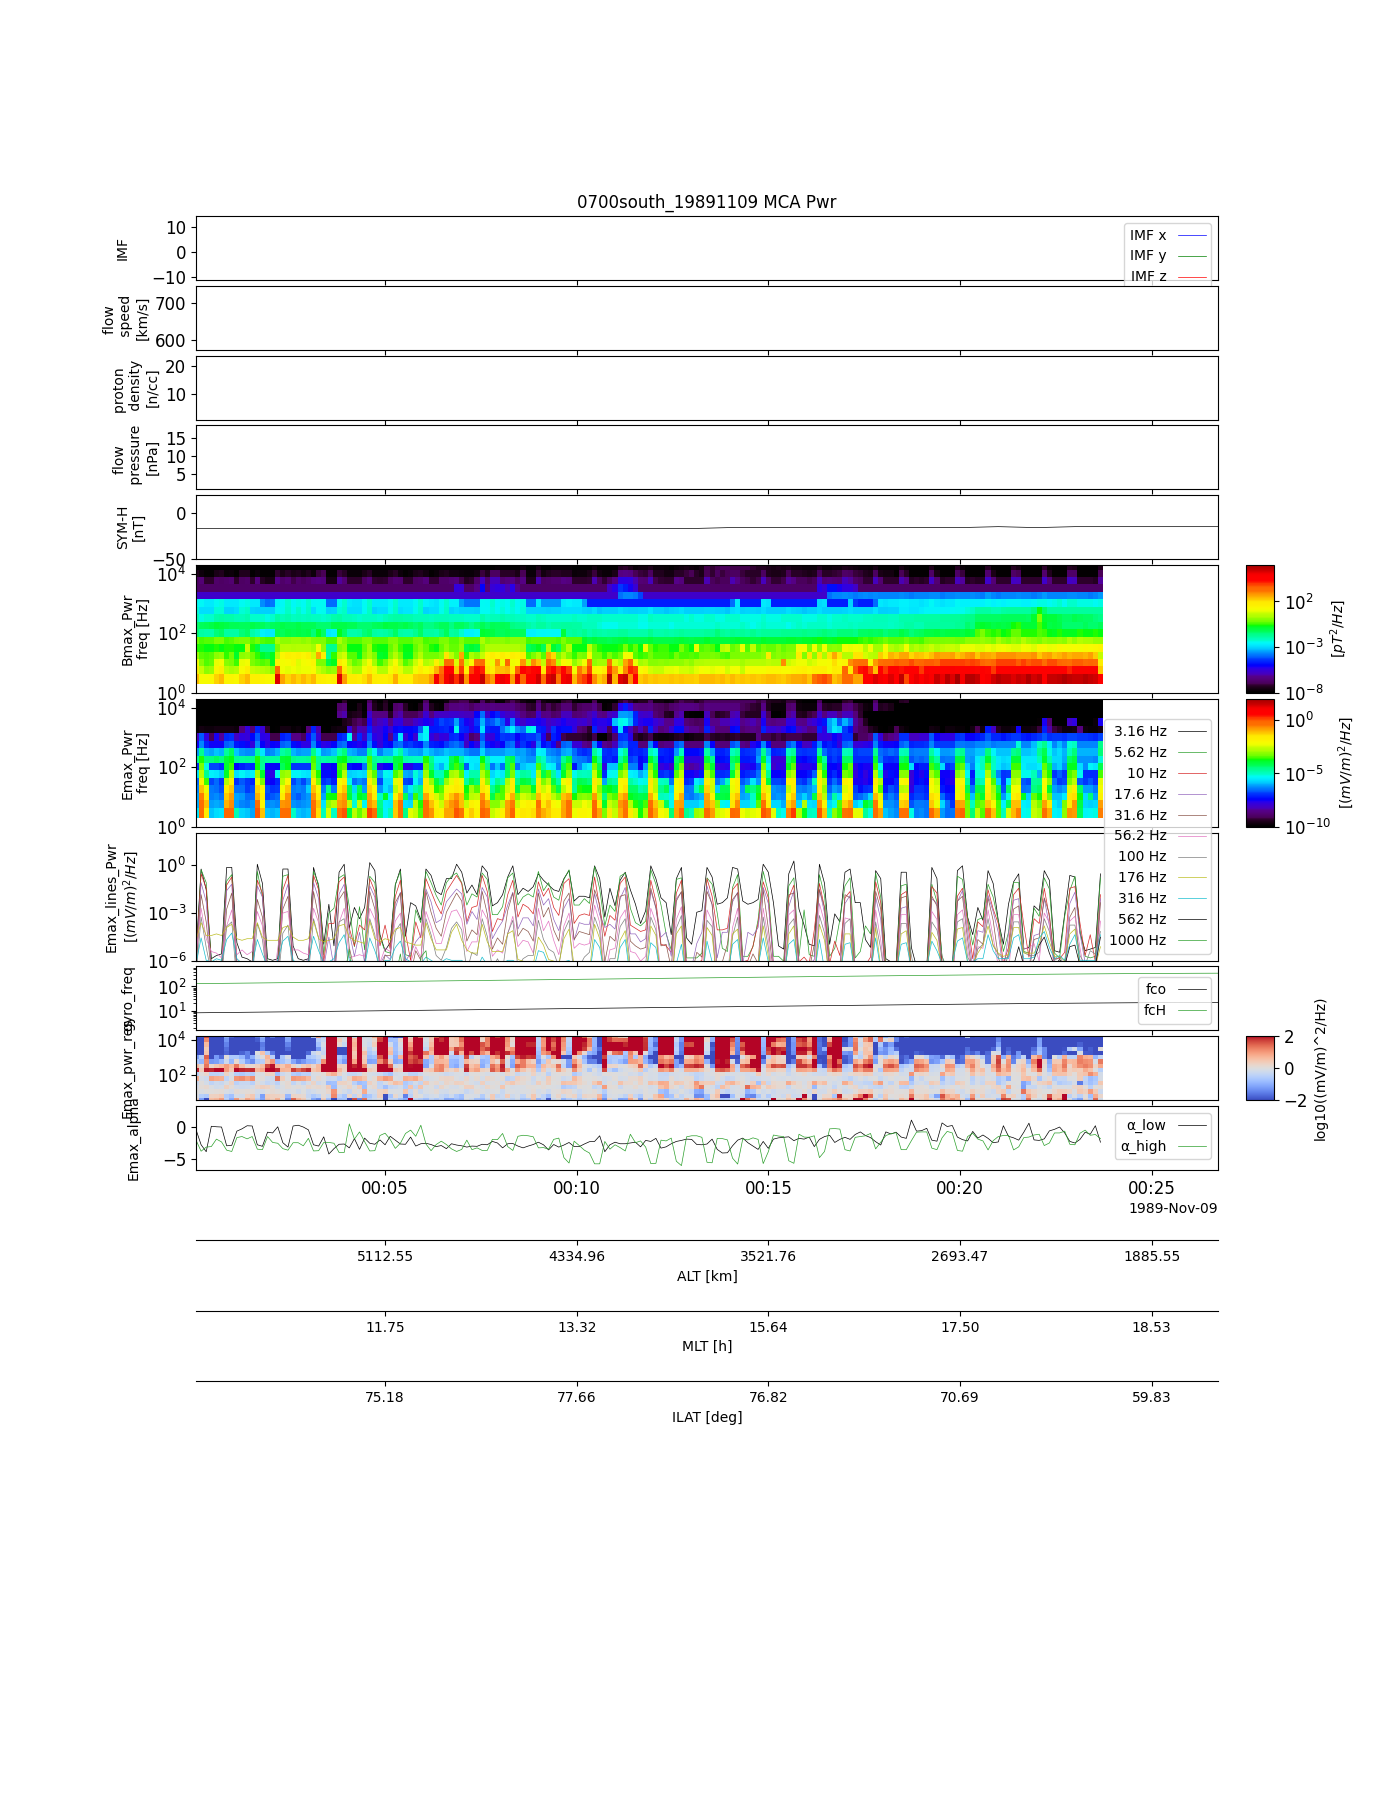 0700south_19891109 MCA Pwr
IMF
10
0
−10
IMF x
IMF y
IMF z
flow
speed
[km/s]
700
600
proton
density
[n/cc]
20
10
flow
pressure
[nPa]
15
10
5
SYM-H
[nT]
0
−50
Bmax_Pwr
freq [Hz]
10^4
10^2
10^0
10^2
10^−3
10^−8
[pT^2/Hz]
Emax_Pwr
freq [Hz]
10^4
10^2
10^0
10^0
10^−5
10^−10
[(mV/m)^2/Hz]
3.16 Hz
5.62 Hz
10 Hz
17.6 Hz
31.6 Hz
56.2 Hz
100 Hz
176 Hz
316 Hz
562 Hz
1000 Hz
Emax_lines_Pwr
[(mV/m)^2/Hz]
10^0
10^−3
10^−6
gyro_freq
10^2
10^1
fco
fcH
Emax_pwr_reg
10^4
10^2
2
0
−2
log10((mV/m)^2/Hz)
Emax_alpha
0
−5
α_low
α_high
00:05 00:10 00:15 00:20 00:25
1989-Nov-09
5112.55 4334.96 3521.76 2693.47 1885.55
ALT [km]
11.75 13.32 15.64 17.50 18.53
MLT [h]
75.18 77.66 76.82 70.69 59.83
ILAT [deg]